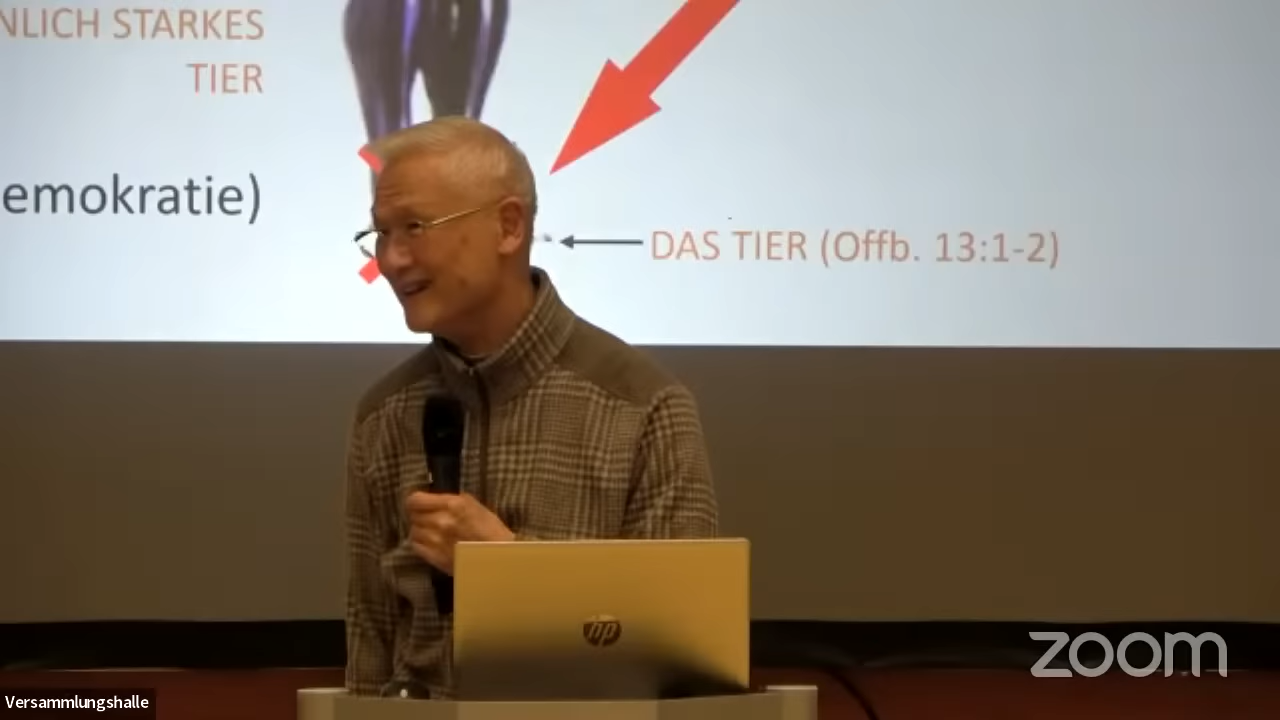 NLICH STARKES
TIER
emokratie)
DAS TIER (Offb. 13:1-2)
hp
zoom
Versammlungshalle